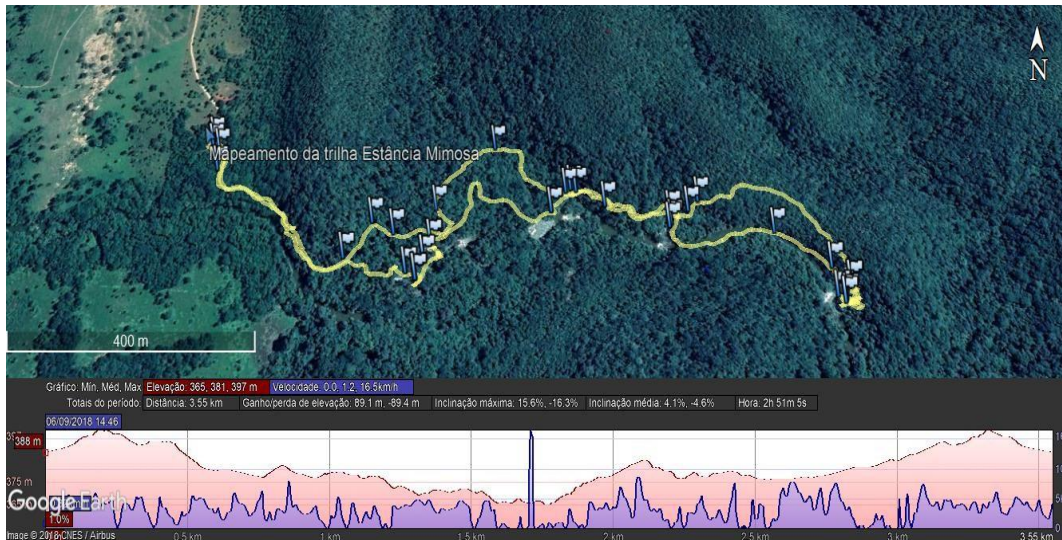 N
Mapeamento da trilha Estância Mimosa
400 m
Gráfico: Mín, Méd, Max Elevação: 365, 381, 397 m Velocidade: 0.0, 1.2, 16.5km/h
Totais do período: Distância: 3.55 km Ganho/perda de elevação: 89.1 m, -89.4 m Inclinação máxima: 15.6%, -16.3% Inclinação média: 4.1%, -4.6% Hora: 2h 51m 5s
06/09/2018 14.46
388 m
375 m
Google Earth
1.0%
Image © 2018 CNES / Airbus
0.5 km 1 km 1.5 km 2 km 2.5 km 3 km 3.55 km